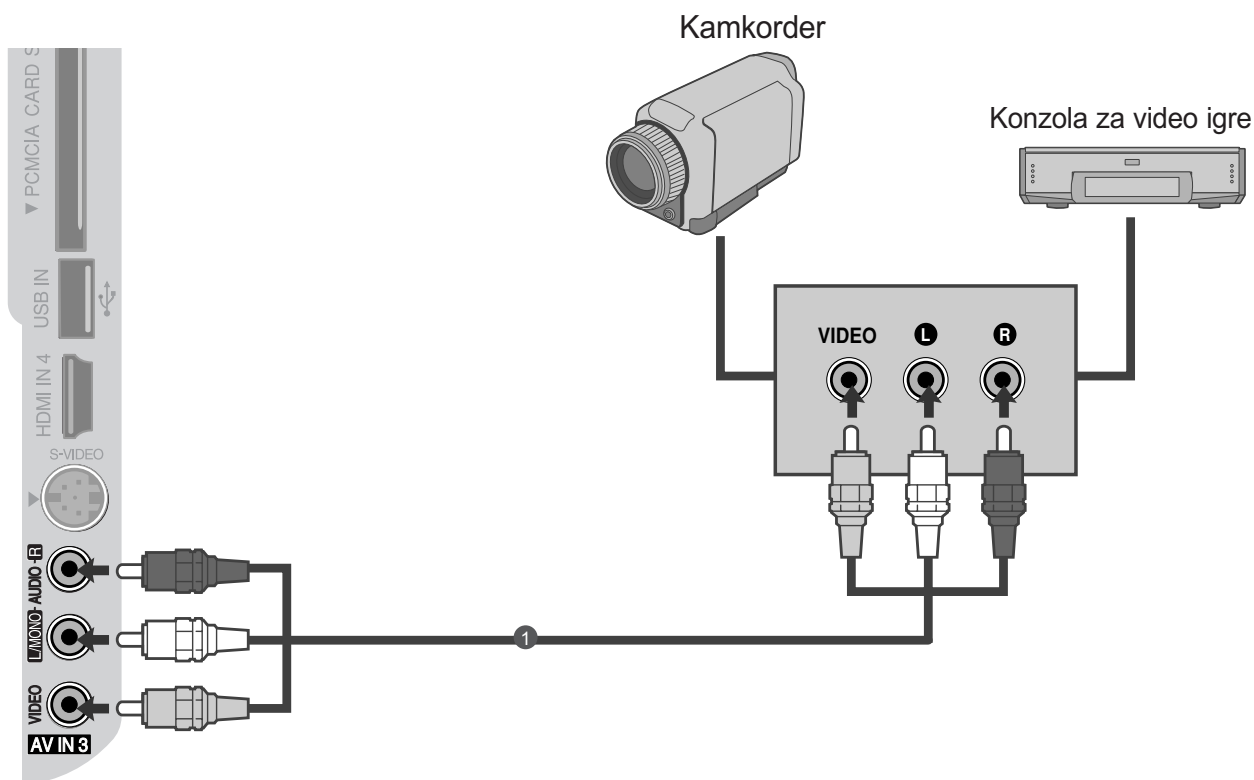 Kamkorder
Konzola za video igre
▼ PCMCIA CARD
USB IN
HDMI IN 4
S-VIDEO
L/MONO- AUDIO -R
VIDEO
AV IN 3
VIDEO
L
R
1